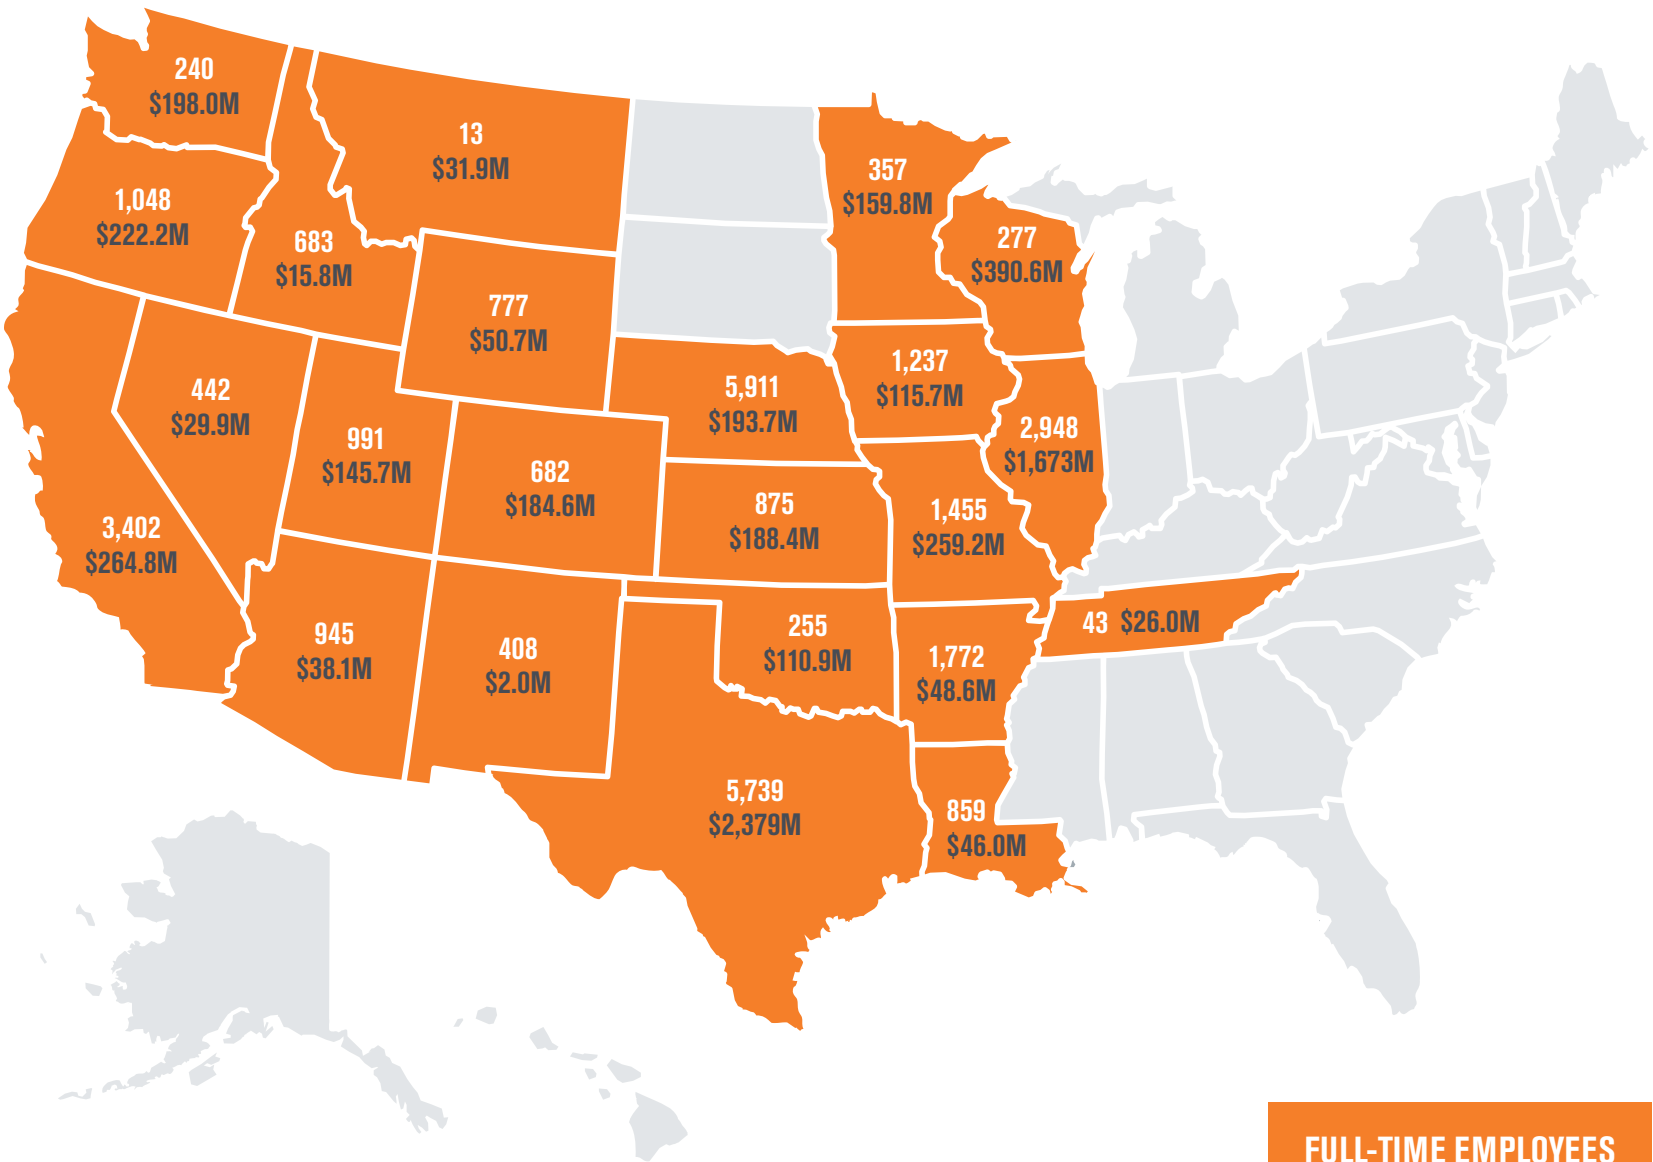 240
$198.0M
13
$31.9M
357
$159.8M
1,048
$222.2M
683
$15.8M
277
$390.6M
777
$50.7M
1,237
$115.7M
442
$29.9M
5,911
$193.7M
991
$145.7M
2,948
$1,673M
682
$184.6M
875
$188.4M
1,455
$259.2M
3,402
$264.8M
945
$38.1M
408
$2.0M
255
$110.9M
43 $26.0M
1,772
$48.6M
5,739
$2,379M
859
$46.0M
FULL-TIME EMPLOYEES